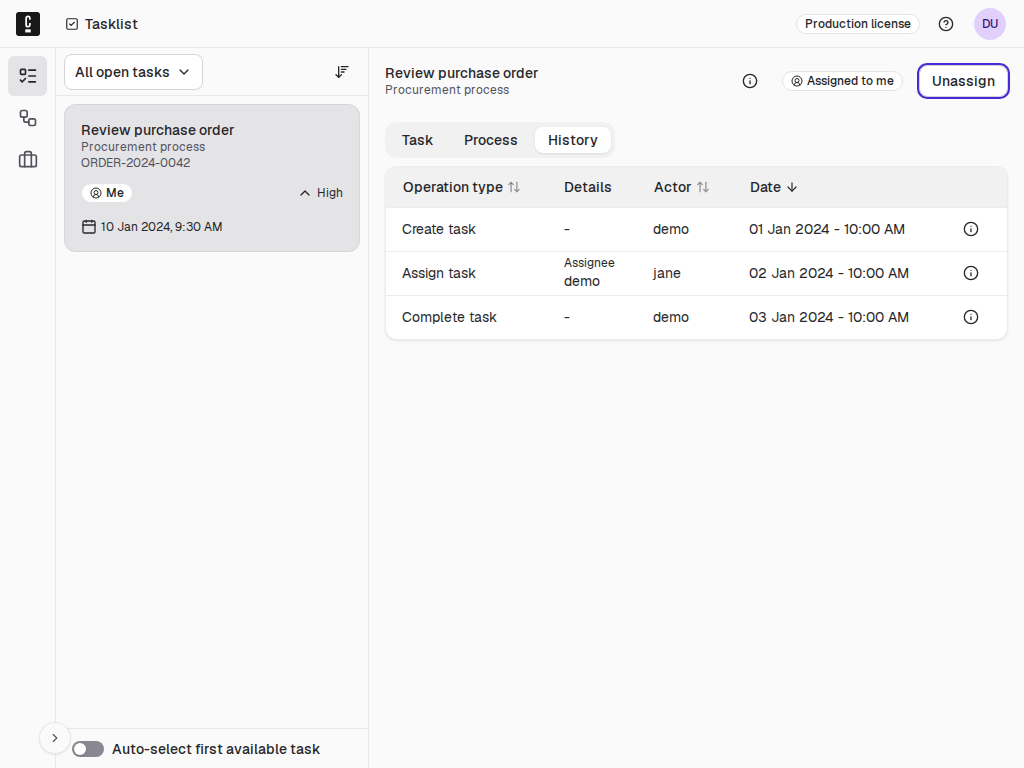 Tasklist
Production license
DU
All open tasks
Review purchase order
Procurement process
ORDER-2024-0042
Me
High
10 Jan 2024, 9:30 AM
Auto-select first available task
Review purchase order
Procurement process
Assigned to me
Unassign
Task Process History
Operation type Details Actor Date
Create task - demo 01 Jan 2024 - 10:00 AM
Assign task Assignee demo jane 02 Jan 2024 - 10:00 AM
Complete task - demo 03 Jan 2024 - 10:00 AM